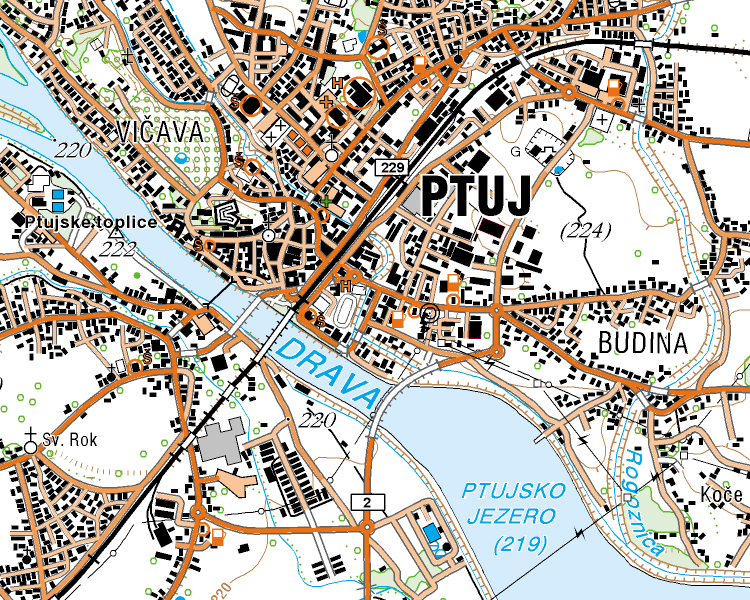 Š
H
VIČAVA
Š
220
229
Š
G
PTUJ
Ptujske toplice
222
Š
(224)
H
Š
BUDINA
DRAVA
Š
220
Sv. Rok
Rogoznica
PTUJSKO
JEZERO
(219)
Koče
2
220